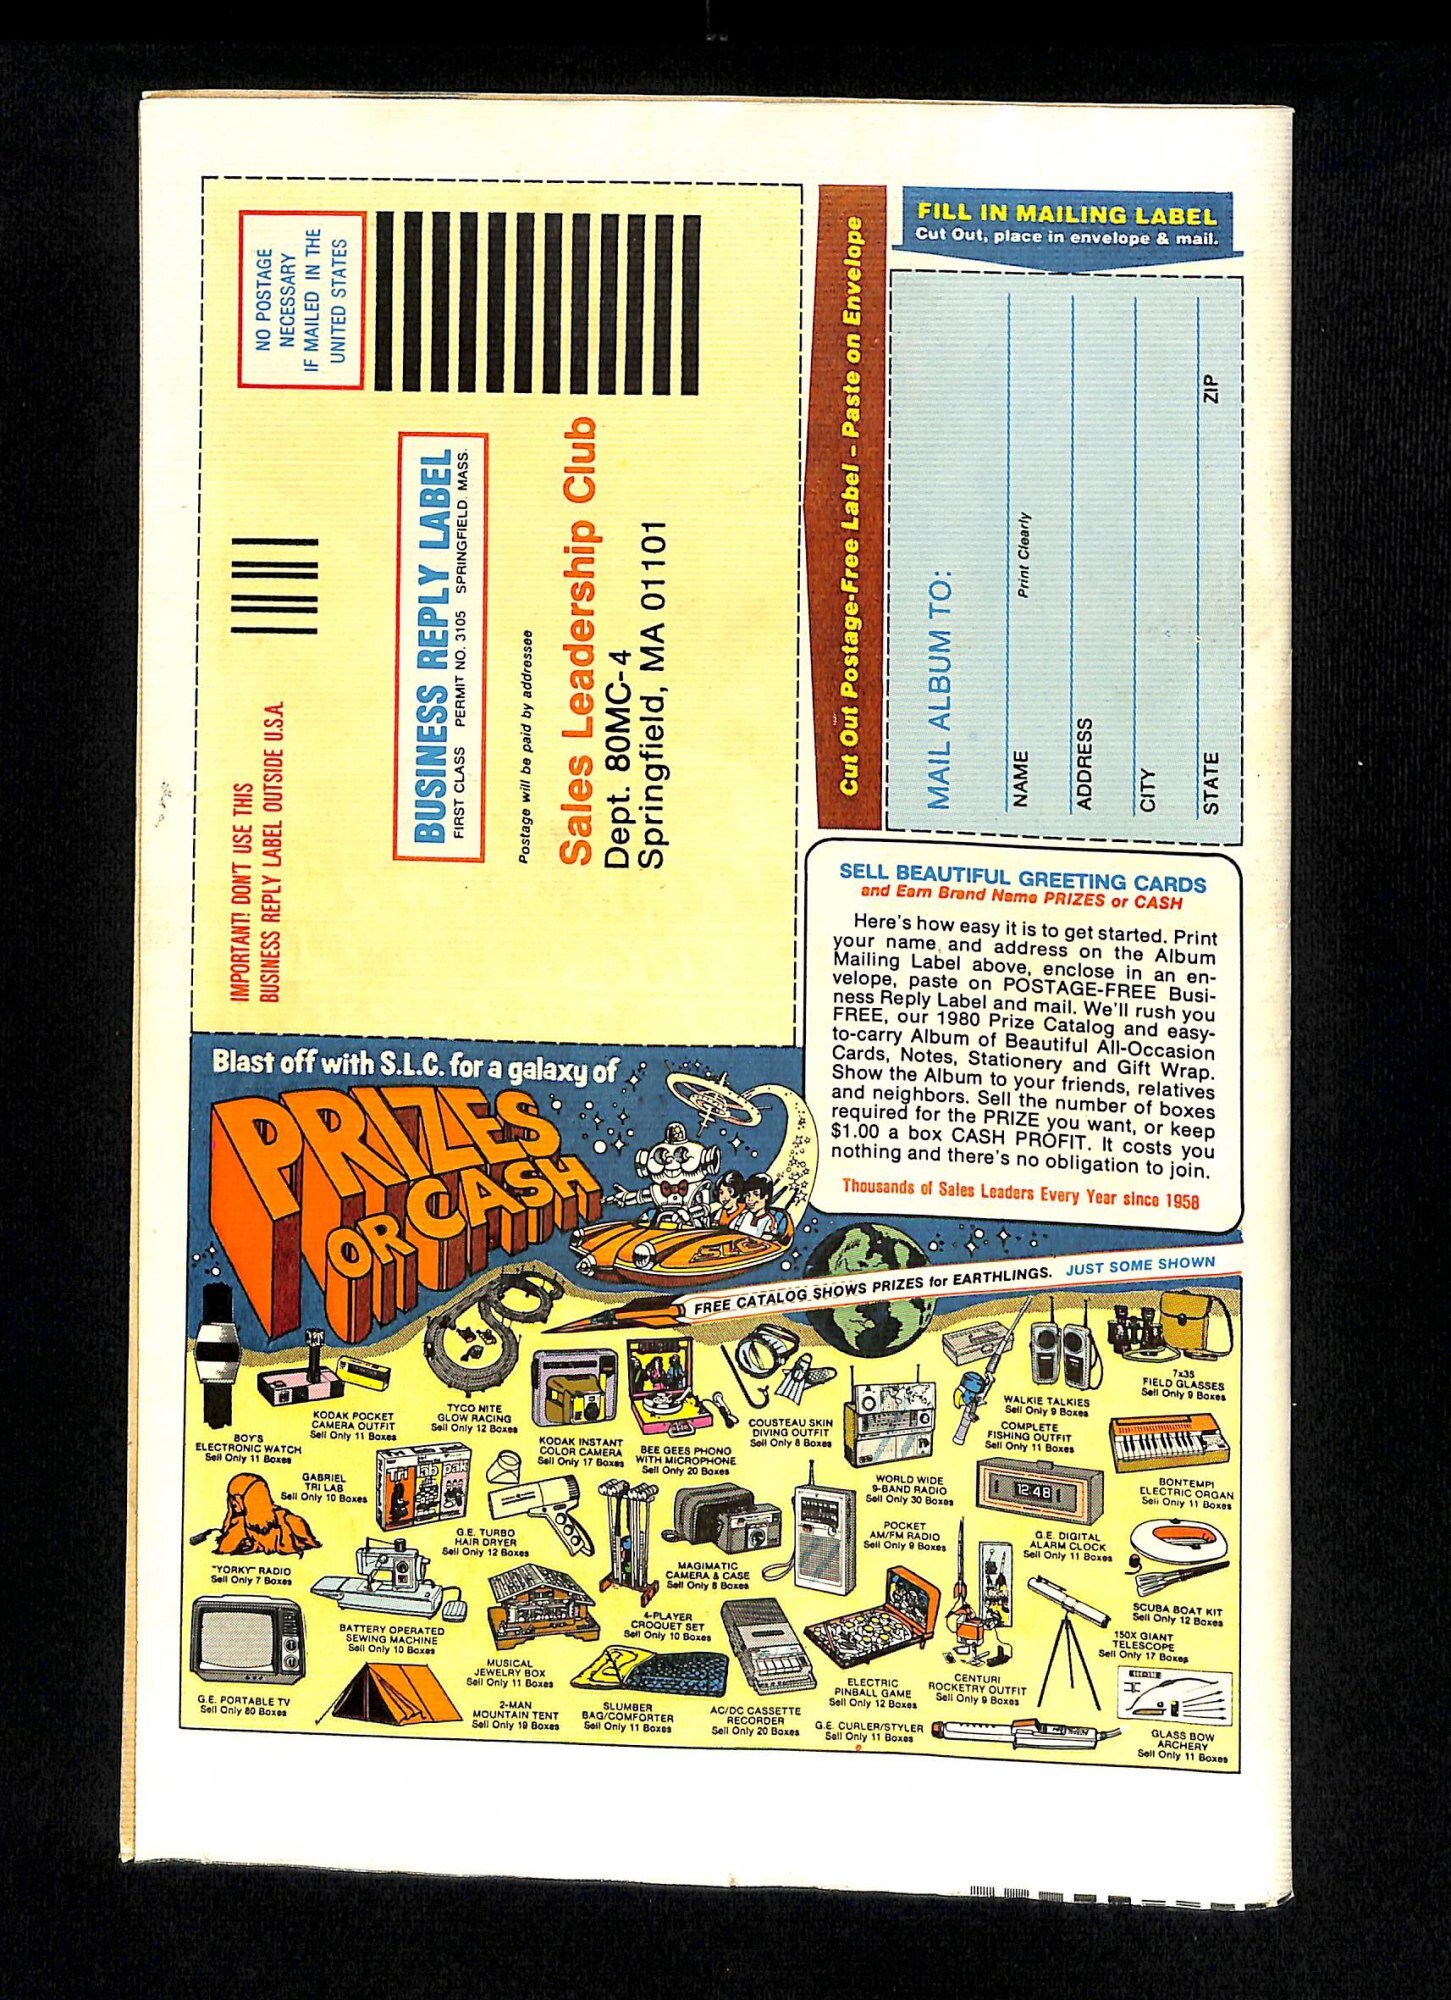 NO POSTAGE
NECESSARY
IF MAILED IN THE
UNITED STATES
IMPORTANT! DON'T USE THIS
BUSINESS REPLY LABEL OUTSIDE U.S.A.
BUSINESS REPLY LABEL
FIRST CLASS PERMIT NO. 3105 SPRINGFIELD. MASS.
Postage will be paid by addressee
Sales Leadership Club
Dept. 80MC-4
Springfield, MA 01101
Cut Out Postage-Free Label – Paste on Envelope
FILL IN MAILING LABEL
Cut Out, place in envelope & mail.
MAIL ALBUM TO:
NAME
Print Clearly
ADDRESS
CITY
STATE ZIP
SELL BEAUTIFUL GREETING CARDS
and Earn Brand Name PRIZES or CASH
Here's how easy it is to get started. Print
your name and address on the Album
Mailing Label above, enclose in an en-
velope, paste on POSTAGE-FREE Busi-
ness Reply Label and mail. We'll rush you
FREE, our 1980 Prize Catalog and easy-
to-carry Album of Beautiful All-Occasion
Cards, Notes, Stationery and Gift Wrap.
Show the Album to your friends, relatives
and neighbors. Sell the number of boxes
required for the PRIZE you want, or keep
$1.00 a box CASH PROFIT. It costs you
nothing and there's no obligation to join.
Thousands of Sales Leaders Every Year since 1958
Blast off with S.L.C. for a galaxy of
PRIZES
OR CASH
SLC
FREE CATALOG SHOWS PRIZES for EARTHLINGS. JUST SOME SHOWN
BOY'S
ELECTRONIC WATCH
Sell Only 11 Boxes
KODAK POCKET
CAMERA OUTFIT
Sell Only 11 Boxes
TYCO NITE
GLOW RACING
Sell Only 12 Boxes
KODAK INSTANT
COLOR CAMERA
Sell Only 17 Boxes
BEE GEES PHONO
WITH MICROPHONE
Sell Only 20 Boxes
COUSTEAU SKIN
DIVING OUTFIT
Sell Only 8 Boxes
WORLD WIDE
9-BAND RADIO
Sell Only 30 Boxes
COMPLETE
FISHING OUTFIT
Sell Only 11 Boxes
WALKIE TALKIES
Sell Only 9 Boxes
7x35
FIELD GLASSES
Sell Only 9 Boxes
BONTEMPI
ELECTRIC ORGAN
Sell Only 11 Boxes
GABRIEL
TRI LAB
Sell Only 10 Boxes
Tri lab pak
"YORKY" RADIO
Sell Only 7 Boxes
G.E. TURBO
HAIR DRYER
Sell Only 12 Boxes
MAGIMATIC
CAMERA & CASE
Sell Only 8 Boxes
POCKET
AM/FM RADIO
Sell Only 9 Boxes
12:48
G.E. DIGITAL
ALARM CLOCK
Sell Only 11 Boxes
SCUBA BOAT KIT
Sell Only 12 Boxes
BATTERY OPERATED
SEWING MACHINE
Sell Only 10 Boxes
4-PLAYER
CROQUET SET
Sell Only 10 Boxes
150X GIANT
TELESCOPE
Sell Only 17 Boxes
G.E. PORTABLE TV
Sell Only 80 Boxes
MUSICAL
JEWELRY BOX
Sell Only 11 Boxes
2-MAN
MOUNTAIN TENT
Sell Only 19 Boxes
SLUMBER
BAG/COMFORTER
Sell Only 11 Boxes
AC/DC CASSETTE
RECORDER
Sell Only 20 Boxes
ELECTRIC
PINBALL GAME
Sell Only 12 Boxes
CENTURI
ROCKETRY OUTFIT
Sell Only 9 Boxes
G.E. CURLER/STYLER
Sell Only 11 Boxes
GLASS BOW
ARCHERY
Sell Only 11 Boxes